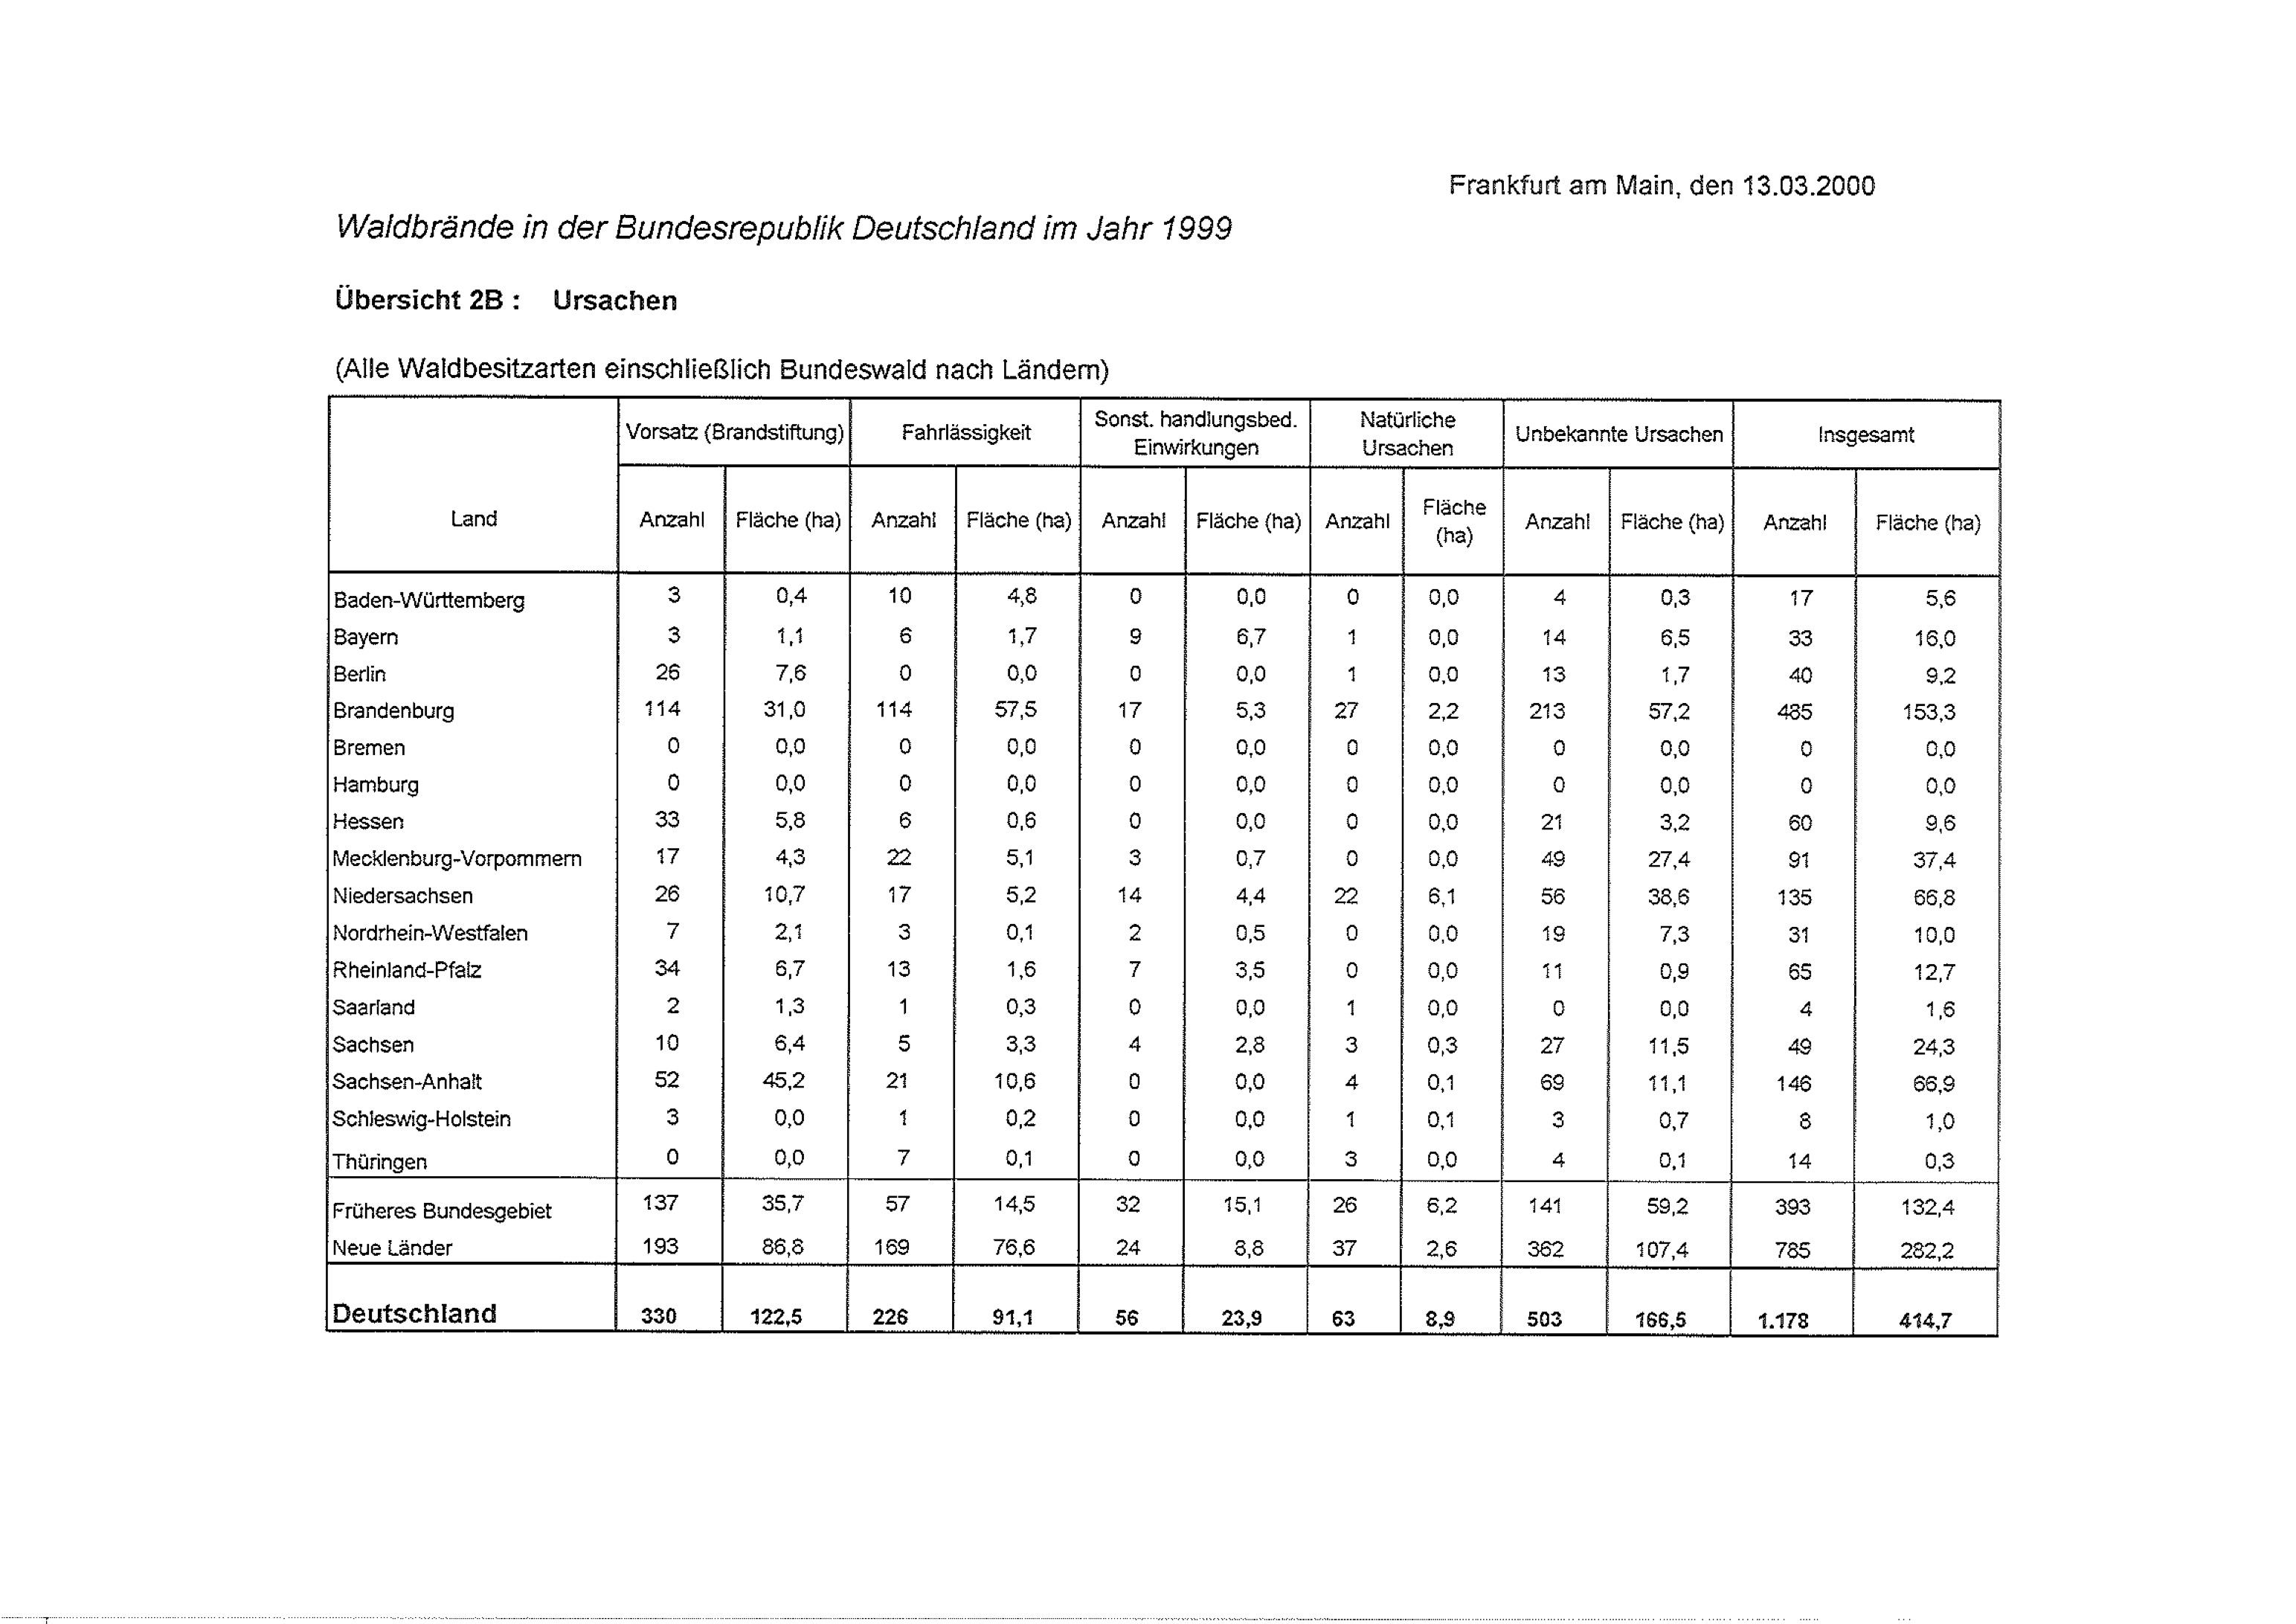 Frankfurt am Main, den 13.03.2000
Waldbrände in der Bundesrepublik Deutschland im Jahr 1999
Übersicht 2B : Ursachen
(Alle Waldbesitzarten einschließlich Bundeswald nach Ländern)
Vorsatz (Brandstiftung) Fahrlässigkeit Sonst. handlungsbed. Einwirkungen Natürliche Ursachen Unbekannte Ursachen Insgesamt
Land Anzahl Fläche (ha) Anzahl Fläche (ha) Anzahl Fläche (ha) Anzahl Fläche (ha) Anzahl Fläche (ha) Anzahl Fläche (ha)
Baden-Württemberg 3 0,4 10 4,8 0 0,0 0 0,0 4 0,3 17 5,6
Bayern 3 1,1 6 1,7 9 6,7 1 0,0 14 6,5 33 16,0
Berlin 26 7,6 0 0,0 0 0,0 1 0,0 13 1,7 40 9,2
Brandenburg 114 31,0 114 57,5 17 5,3 27 2,2 213 57,2 485 153,3
Bremen 0 0,0 0 0,0 0 0,0 0 0,0 0 0,0 0 0,0
Hamburg 0 0,0 0 0,0 0 0,0 0 0,0 0 0,0 0 0,0
Hessen 33 5,8 6 0,6 0 0,0 0 0,0 21 3,2 60 9,6
Mecklenburg-Vorpommern 17 4,3 22 5,1 3 0,7 0 0,0 49 27,4 91 37,4
Niedersachsen 26 10,7 17 5,2 14 4,4 22 6,1 56 38,6 135 66,8
Nordrhein-Westfalen 7 2,1 3 0,1 2 0,5 0 0,0 19 7,3 31 10,0
Rheinland-Pfalz 34 6,7 13 1,6 7 3,5 0 0,0 11 0,9 65 12,7
Saarland 2 1,3 1 0,3 0 0,0 1 0,0 0 0,0 4 1,6
Sachsen 10 6,4 5 3,3 4 2,8 3 0,3 27 11,5 49 24,3
Sachsen-Anhalt 52 45,2 21 10,6 0 0,0 4 0,1 69 11,1 146 66,9
Schleswig-Holstein 3 0,0 1 0,2 0 0,0 1 0,1 3 0,7 8 1,0
Thüringen 0 0,0 7 0,1 0 0,0 3 0,0 4 0,1 14 0,3
Früheres Bundesgebiet 137 35,7 57 14,5 32 15,1 26 6,2 141 59,2 393 132,4
Neue Länder 193 86,8 169 76,6 24 8,8 37 2,6 362 107,4 785 282,2
Deutschland 330 122,5 226 91,1 56 23,9 63 8,9 503 166,5 1.178 414,7